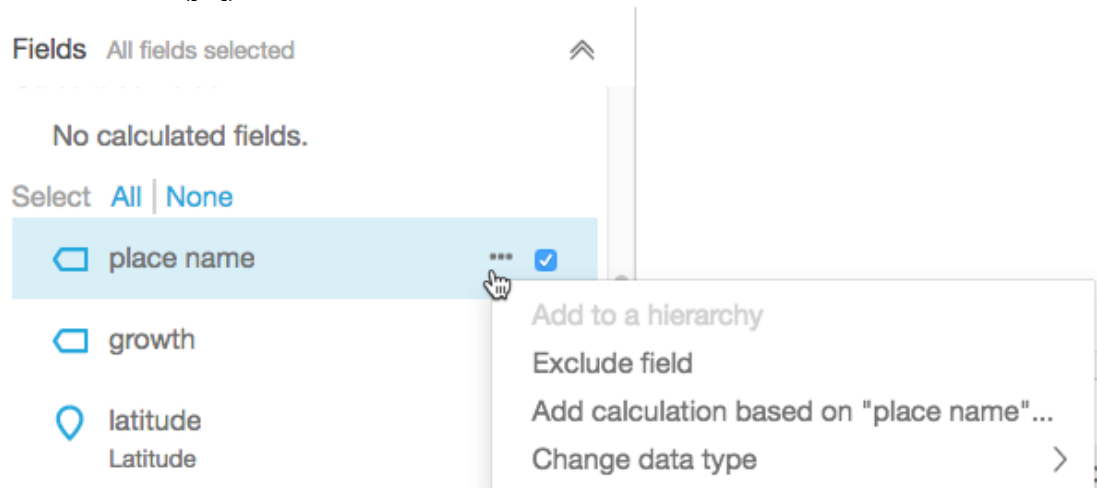 Fields All fields selected
No calculated fields.
Select All | None
place name
growth
latitude
Latitude
Add to a hierarchy
Exclude field
Add calculation based on "place name"...
Change data type